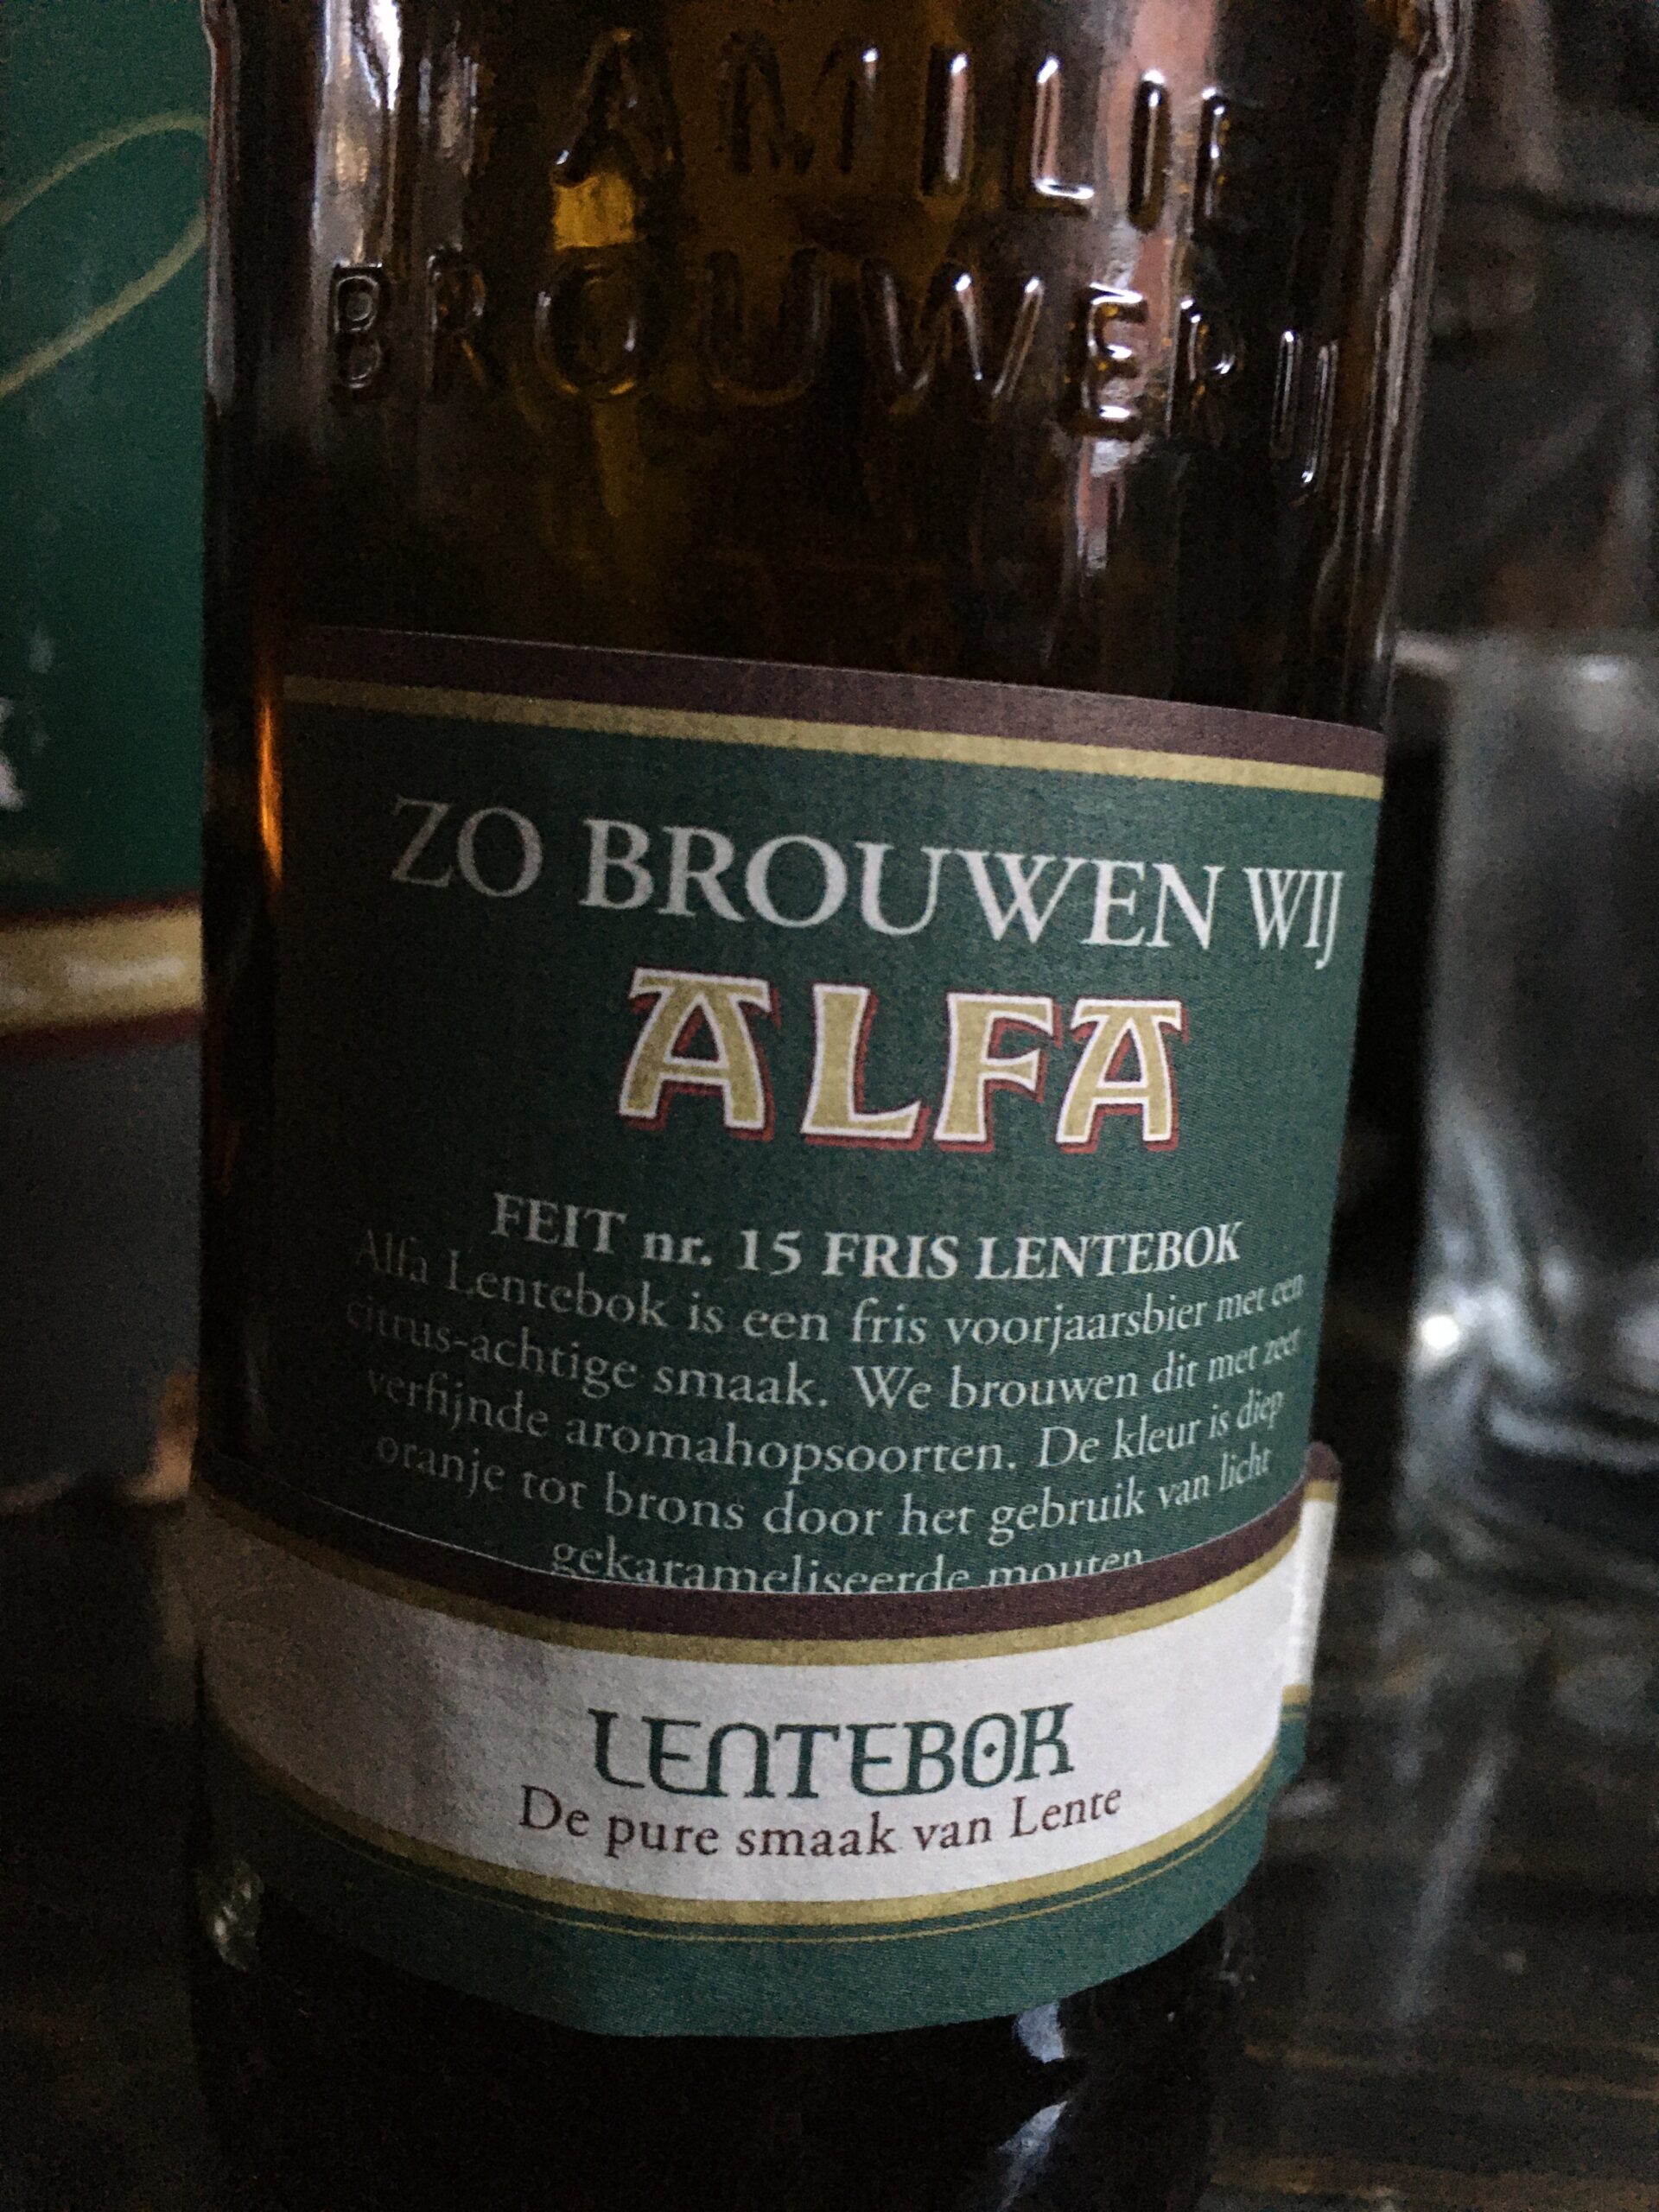 AMILIE
BROUWERIJ
ZO BROUWEN WIJ
ALFA
FEIT nr. 15 FRIS LENTEBOK
Alfa Lentebok is een fris voorjaarsbier met een
citrus-achtige smaak. We brouwen dit met zeer
verfijnde aromahopsoorten. De kleur is diep
oranje tot brons door het gebruik van licht
gekarameliseerde mouten
LENTEBOK
De pure smaak van Lente